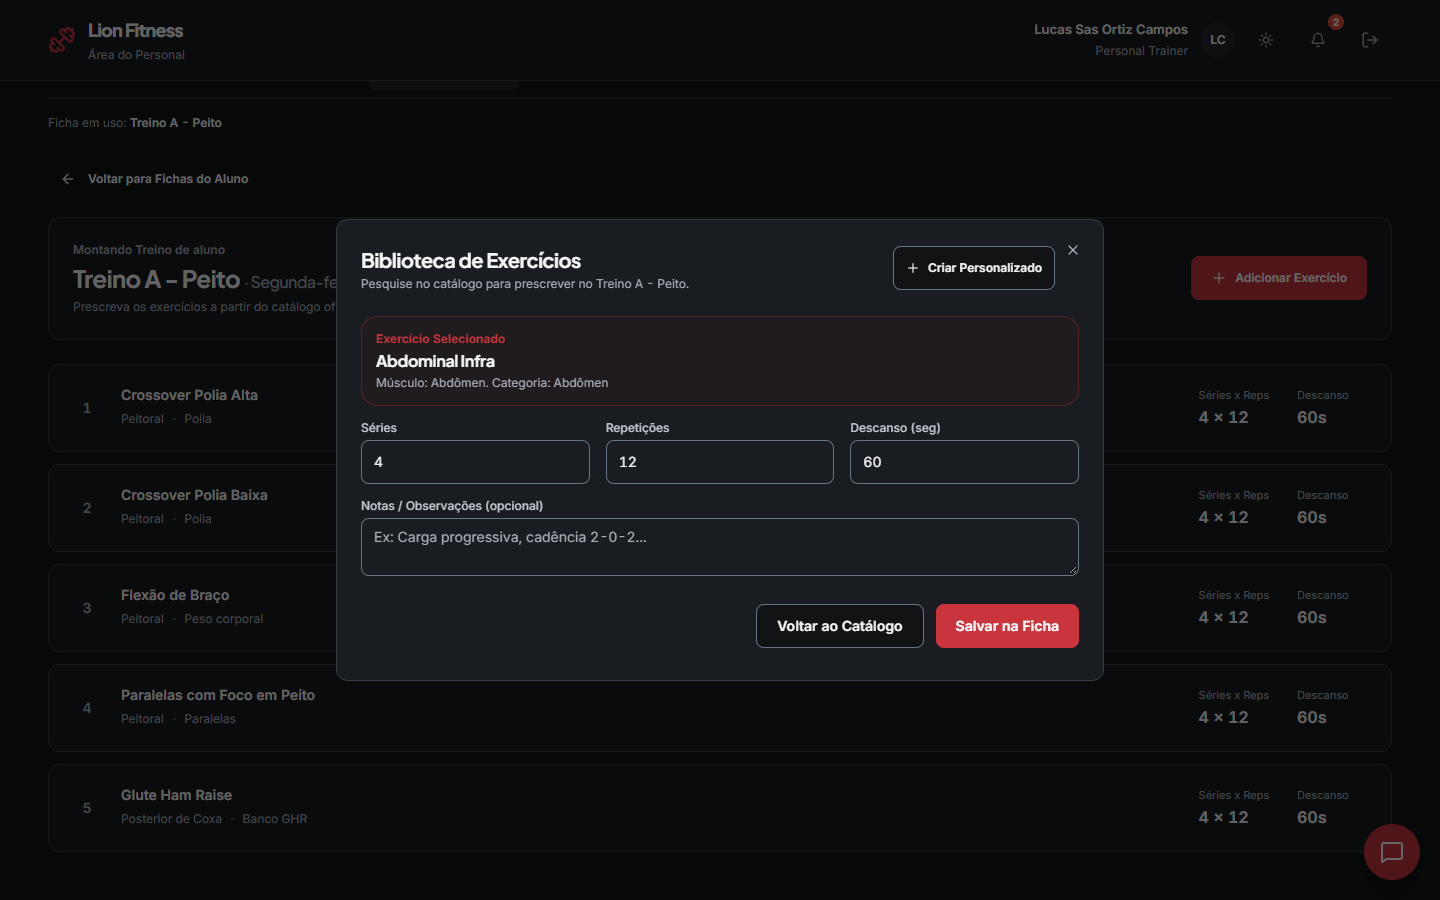 Lion Fitness
Área do Personal
Lucas Sas Ortiz Campos
Personal Trainer
LC
2
Ficha em uso: Treino A - Peito
Voltar para Fichas do Aluno
Montando Treino de aluno
Treino A – Peito · Segunda-fe
Prescreva os exercícios a partir do catálogo of
Adicionar Exercício
Biblioteca de Exercícios
Pesquise no catálogo para prescrever no Treino A - Peito.
Criar Personalizado
Exercício Selecionado
Abdominal Infra
Músculo: Abdômen. Categoria: Abdômen
Séries
Repetições
Descanso (seg)
4
12
60
Notas / Observações (opcional)
Ex: Carga progressiva, cadência 2-0-2...
Voltar ao Catálogo
Salvar na Ficha
1
Crossover Polia Alta
Peitoral · Polia
Séries x Reps
4 × 12
Descanso
60s
2
Crossover Polia Baixa
Peitoral · Polia
Séries x Reps
4 × 12
Descanso
60s
3
Flexão de Braço
Peitoral · Peso corporal
Séries x Reps
4 × 12
Descanso
60s
4
Paralelas com Foco em Peito
Peitoral · Paralelas
Séries x Reps
4 × 12
Descanso
60s
5
Glute Ham Raise
Posterior de Coxa · Banco GHR
Séries x Reps
4 × 12
Descanso
60s